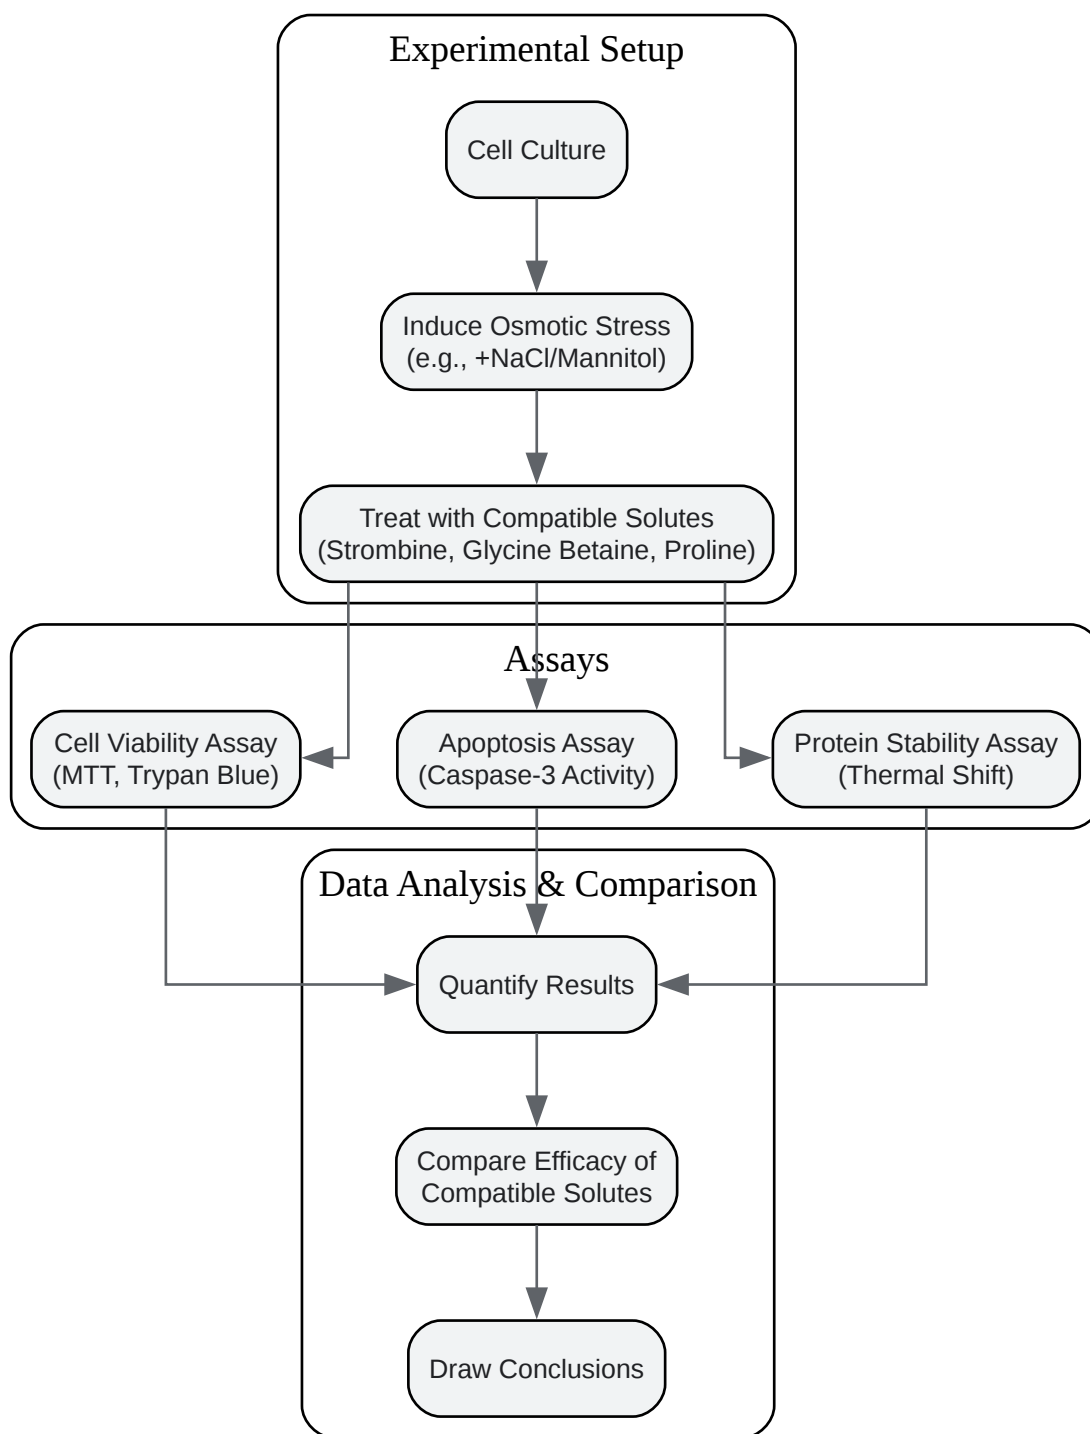 Experimental Setup
Cell Culture
Induce Osmotic Stress
(e.g., +NaCl/Mannitol)
Treat with Compatible Solutes
(Strombine, Glycine Betaine, Proline)
Assays
Cell Viability Assay
(MTT, Trypan Blue)
Apoptosis Assay
(Caspase-3 Activity)
Protein Stability Assay
(Thermal Shift)
Data Analysis & Comparison
Quantify Results
Compare Efficacy of
Compatible Solutes
Draw Conclusions